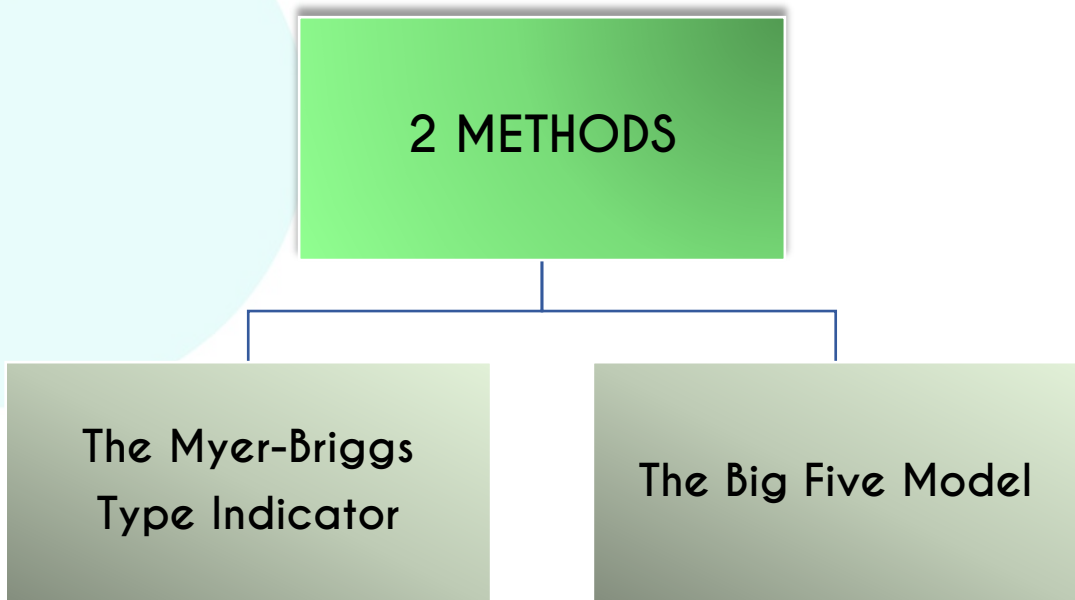 2 METHODS
The Myer-Briggs
Type Indicator
The Big Five Model